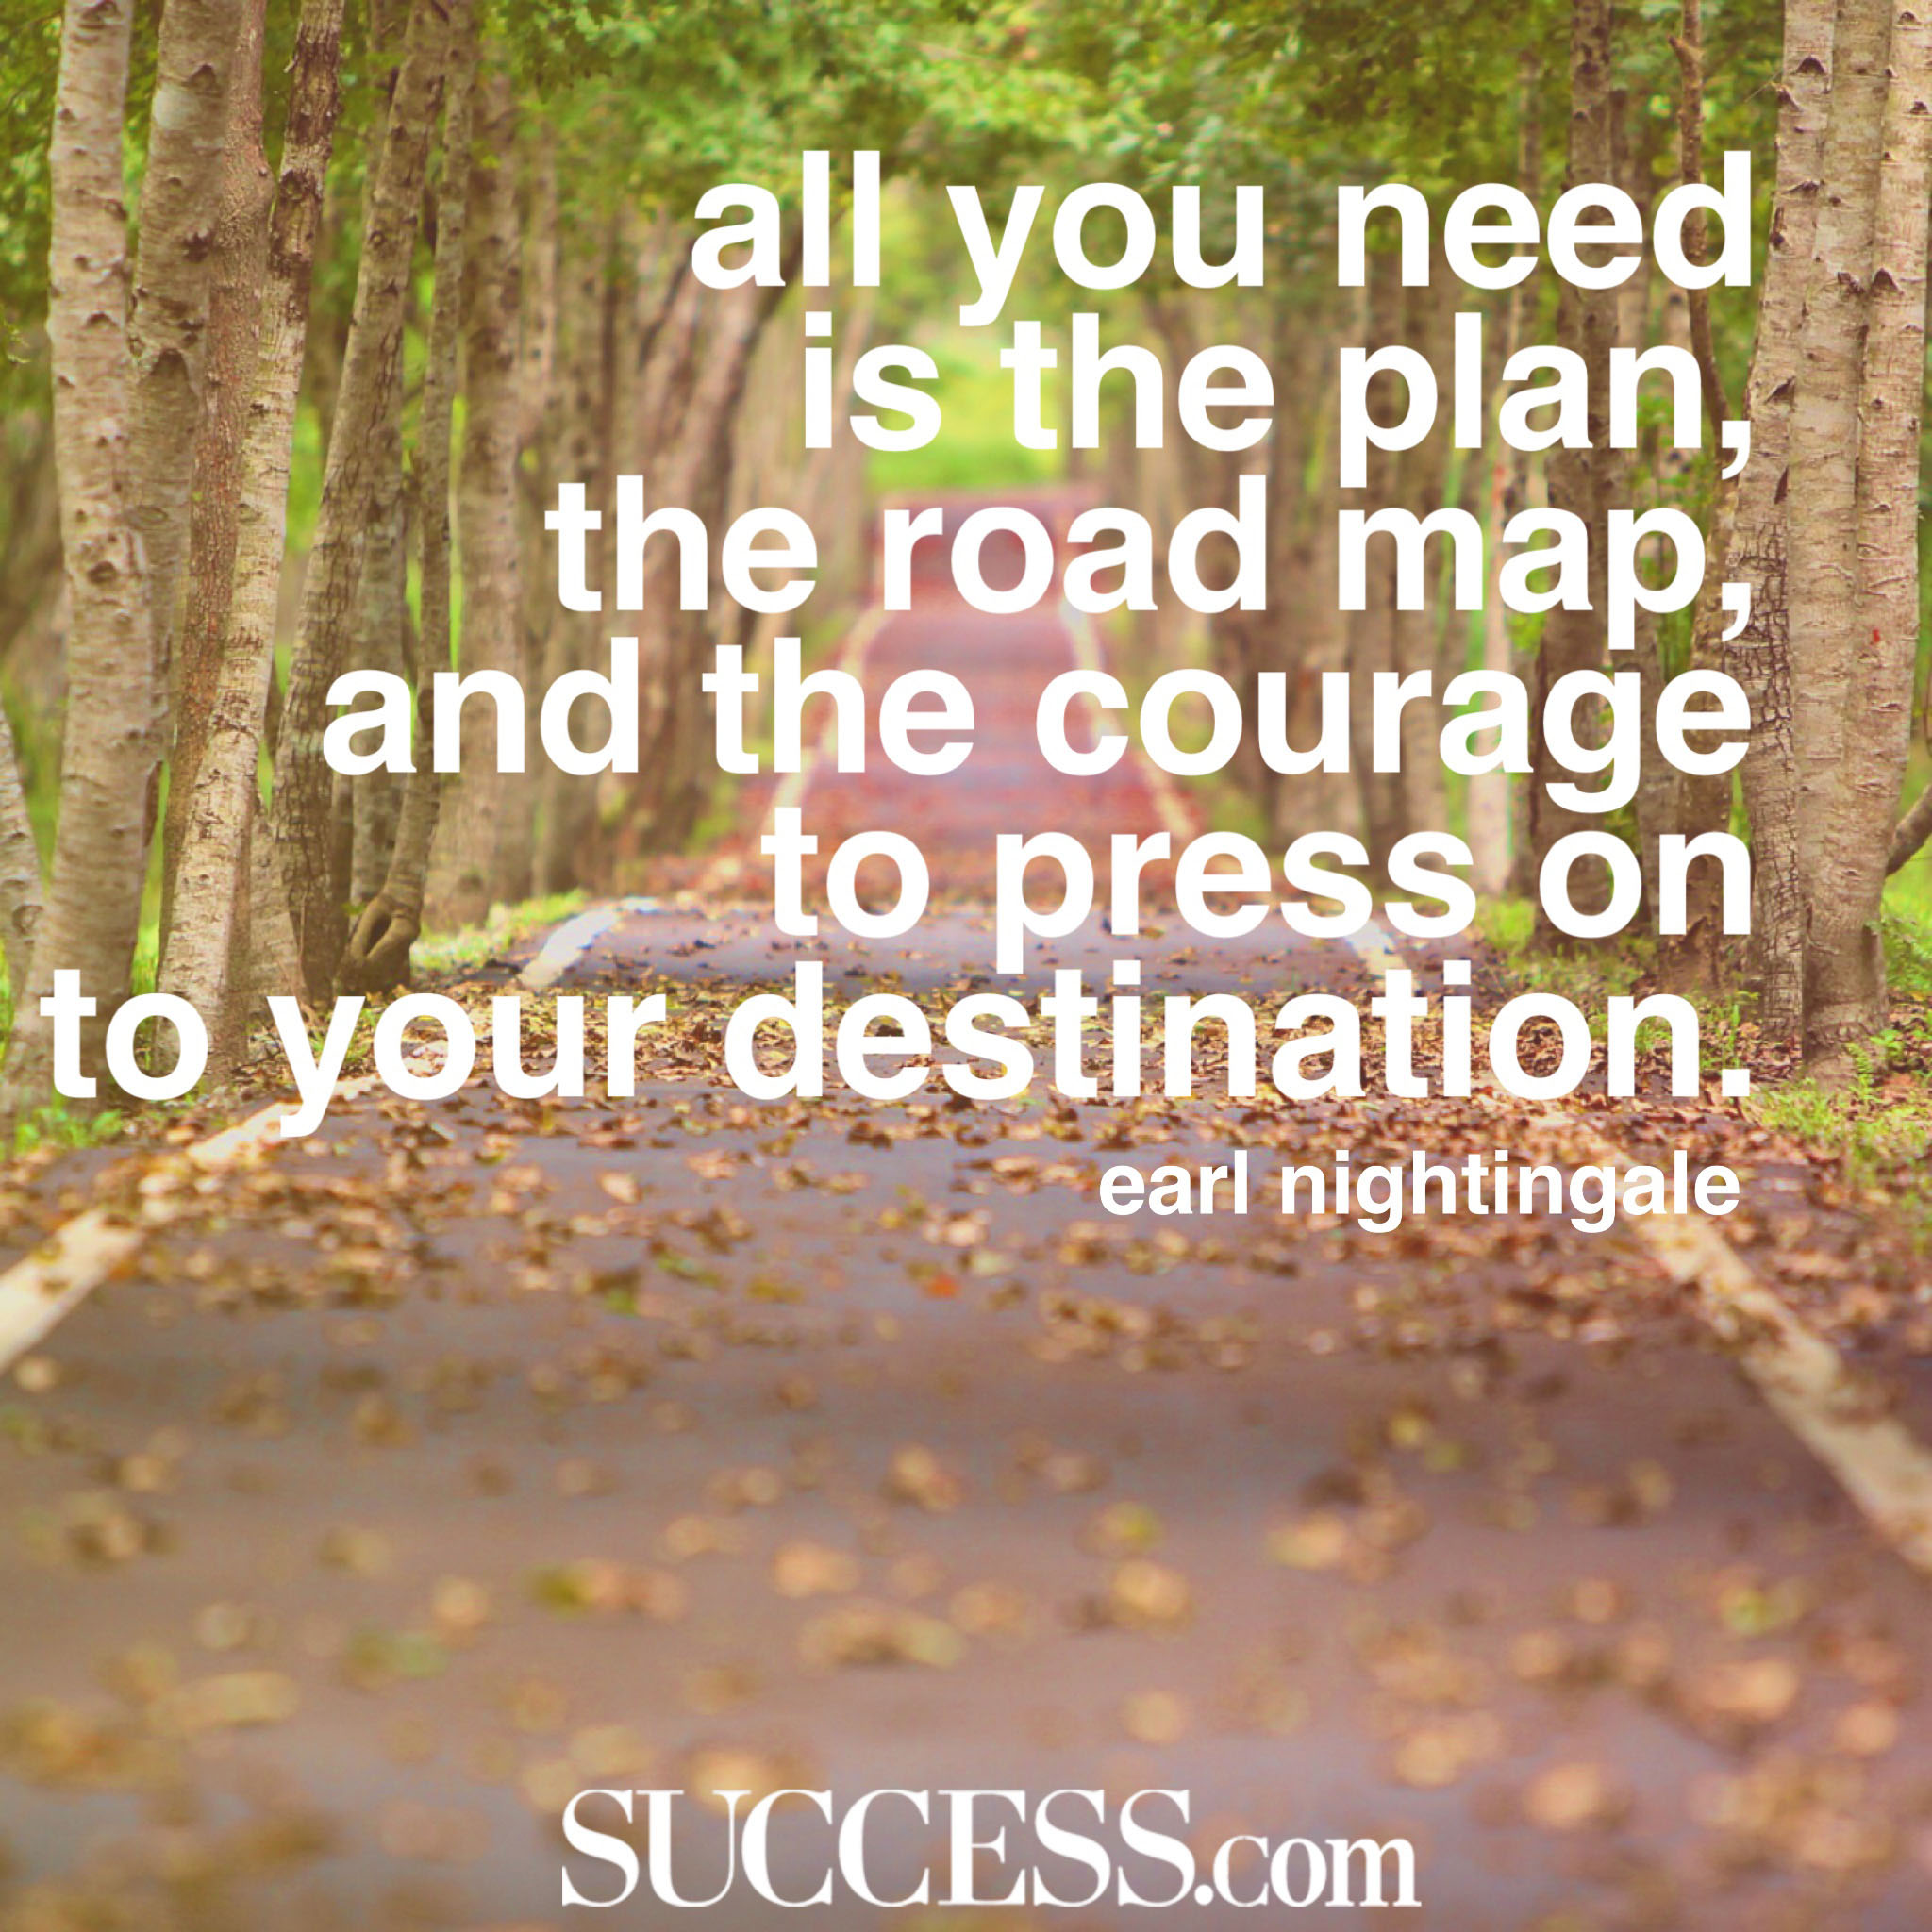 all you need
is the plan,
the road map,
and the courage
to press on
to your destination.
earl nightingale
SUCCESS.com